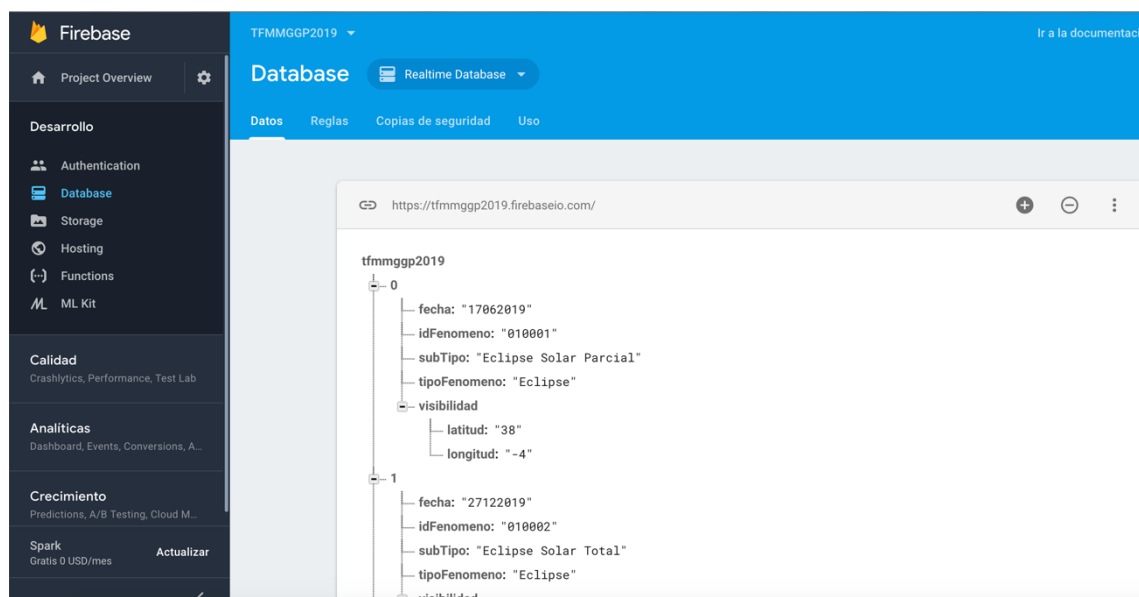 Firebase
Project Overview
Desarrollo
Authentication
Database
Storage
Hosting
Functions
ML Kit
Calidad
Crashlytics, Performance, Test Lab
Analíticas
Dashboard, Events, Conversions, A...
Crecimiento
Predictions, A/B Testing, Cloud M...
Spark
Gratis 0 USD/mes
Actualizar
TFMMGGP2019
Ir a la documentaci
Database
Realtime Database
Datos Reglas Copias de seguridad Uso
https://tfmmggp2019.firebaseio.com/
tfmmggp2019
0
fecha: "17062019"
idFenomeno: "010001"
subTipo: "Eclipse Solar Parcial"
tipoFenomeno: "Eclipse"
visibilidad
latitud: "38"
longitud: "-4"
1
fecha: "27122019"
idFenomeno: "010002"
subTipo: "Eclipse Solar Total"
tipoFenomeno: "Eclipse"
visibilidad